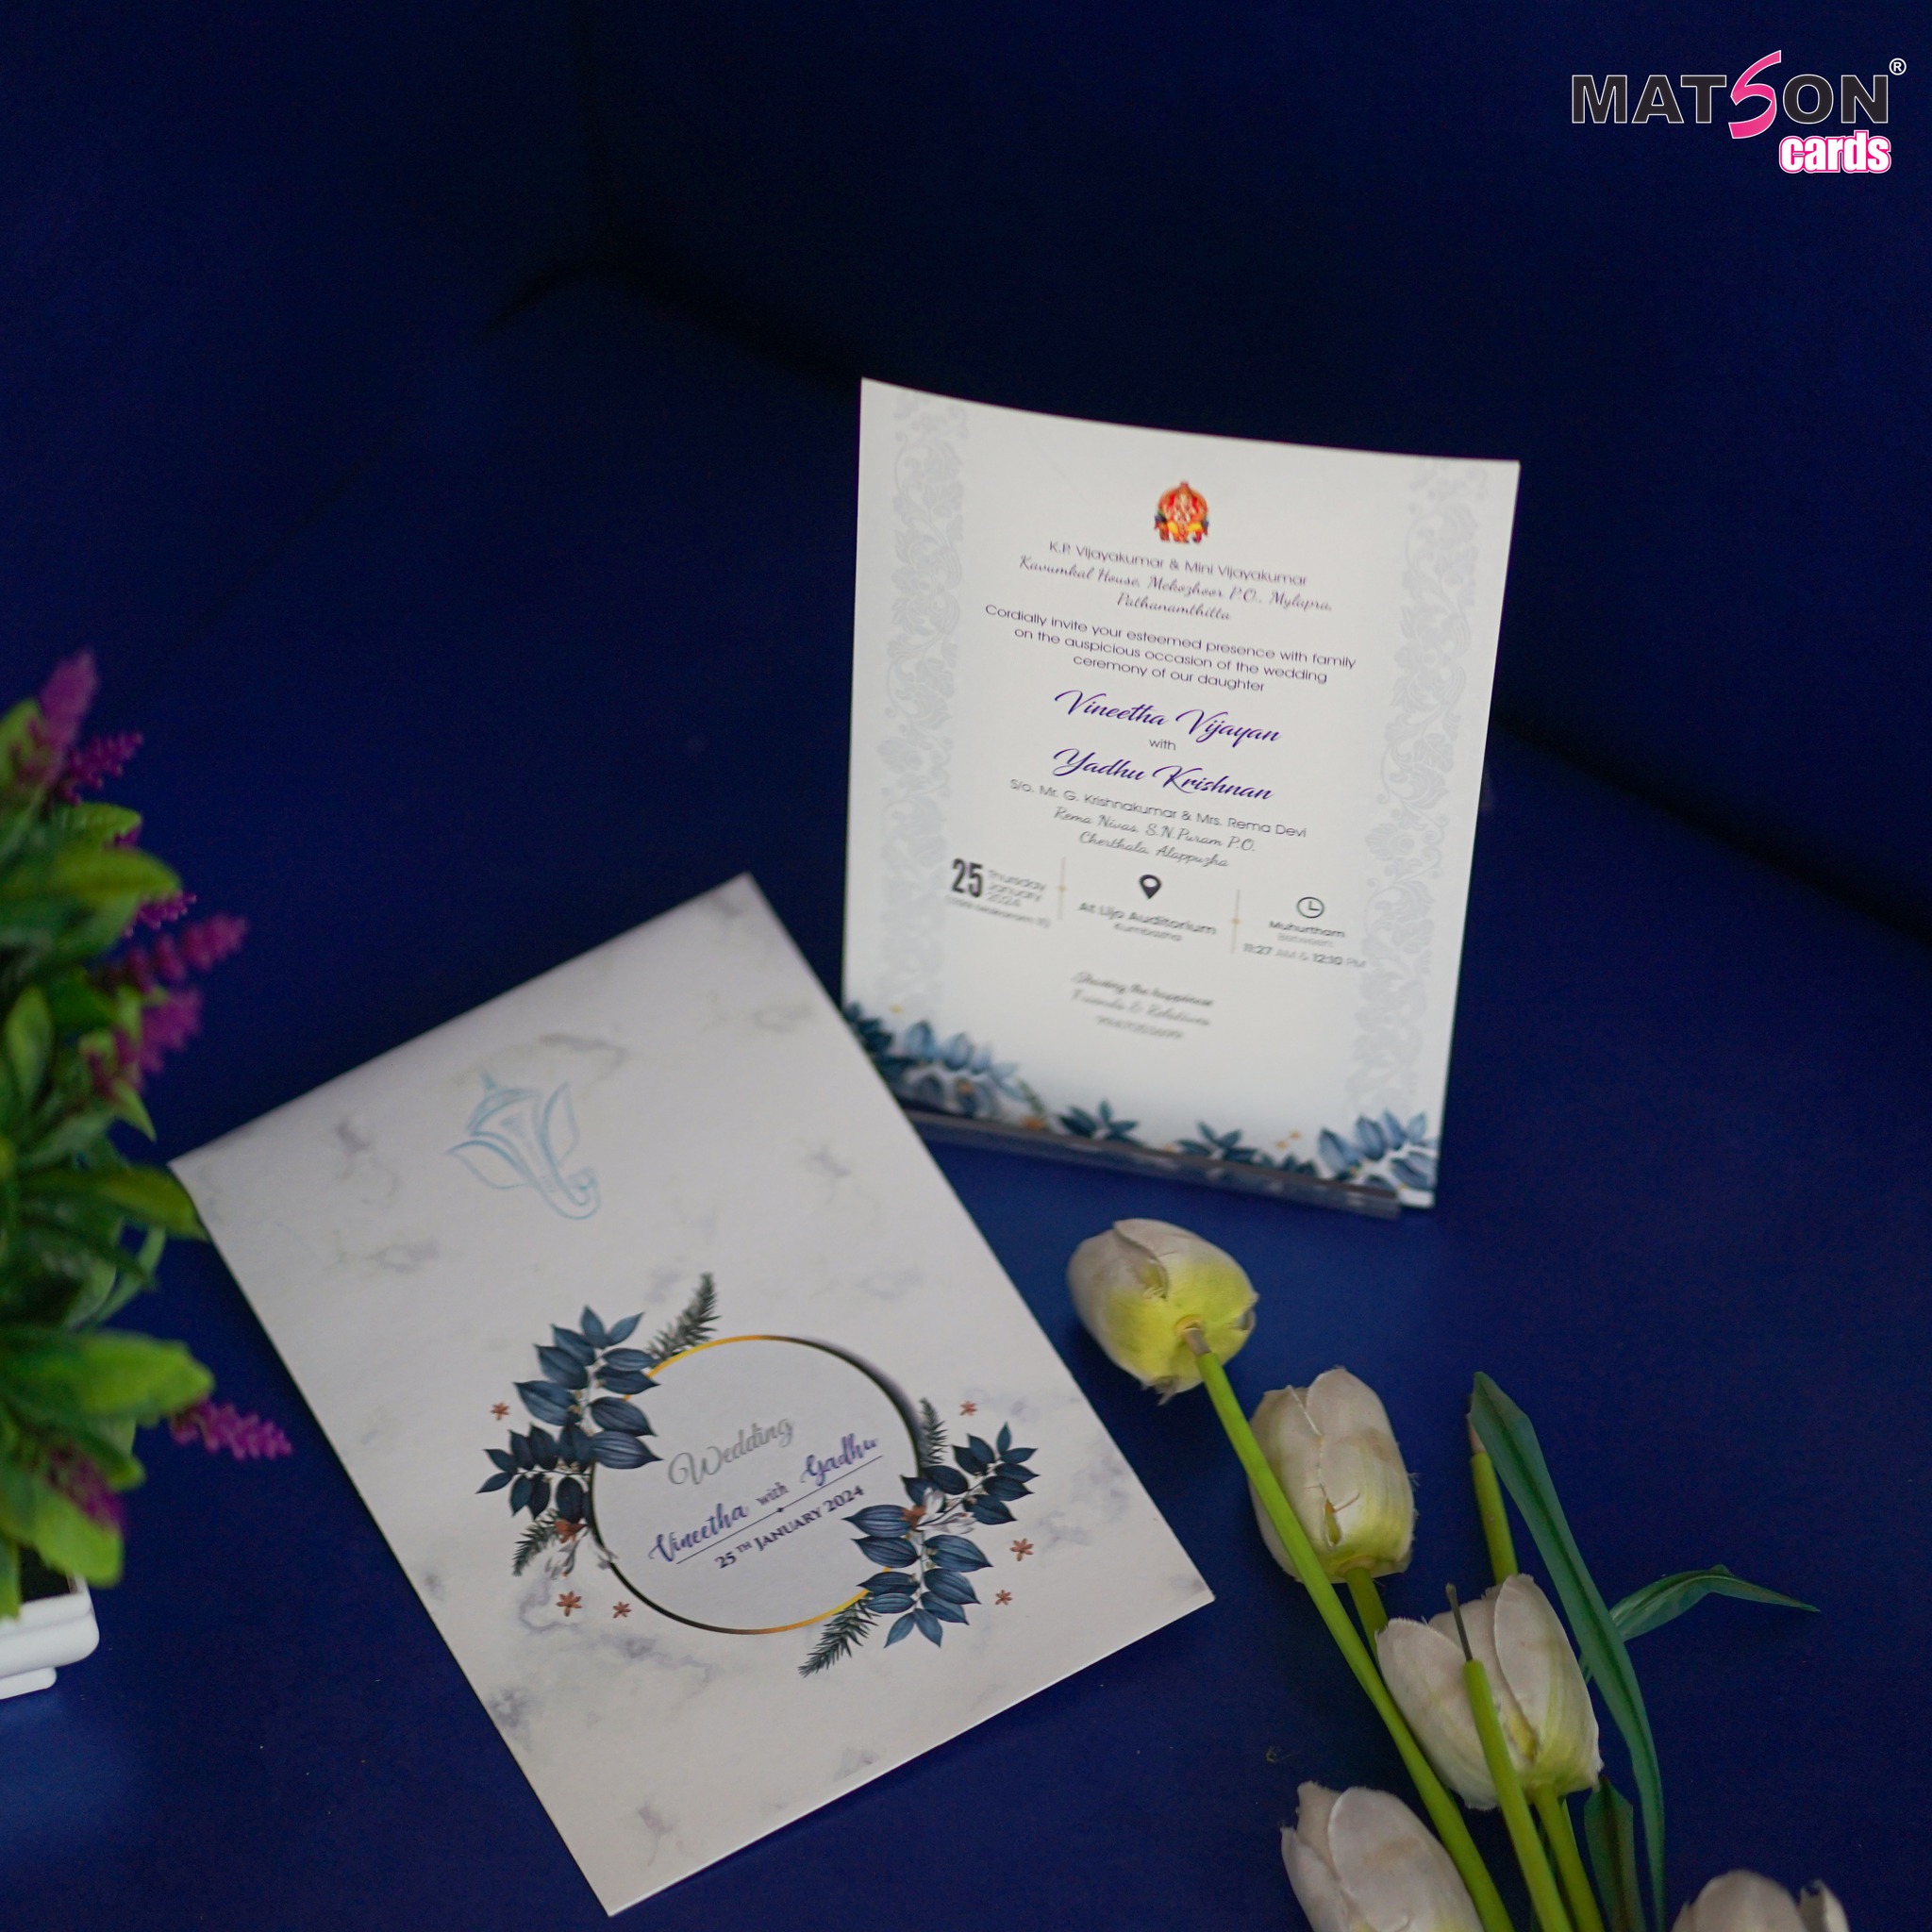 MATSON®
cards
K.P. Vijayakumar & Mini Vijayakumar
Kavumkal House, Mekozhoor P.O., Mylapra,
Pathanamthitta
Cordially invite your esteemed presence with family
on the auspicious occasion of the wedding
ceremony of our daughter
Vineetha Vijayan
with
Yadhu Krishnan
S/o. Mr. G. Krishnakumar & Mrs. Rema Devi
Rema Nivas, S.N.Puram P.O.
Cherthala, Alappuzha
25 Thursday
January
2024
At Lijo Auditorium
Kumbazha
Muhurtham
Between
11:27 AM & 12:10 PM
Sharing the happiness
Friends & Relatives
Wedding
Vineetha with Yadhu
25TH JANUARY 2024